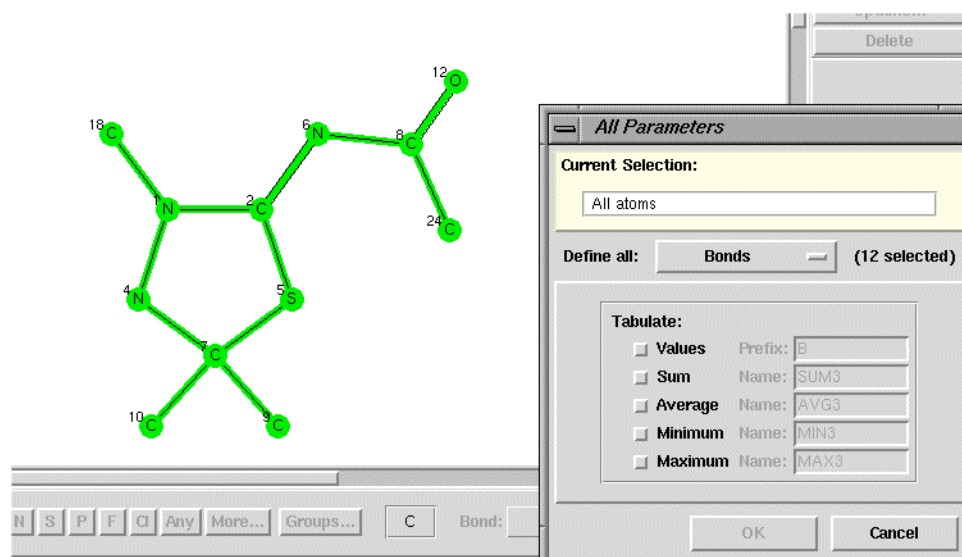 Delete
12 O
18 C
6 N
8 C
1 N
2 C
24 C
4 N
5 S
7 C
10 C
9 C
All Parameters
Current Selection:
All atoms
Define all: Bonds (12 selected)
Tabulate:
Values Prefix: B
Sum Name: SUM3
Average Name: AVG3
Minimum Name: MIN3
Maximum Name: MAX3
N S P F Cl Any More... Groups... C Bond:
OK Cancel